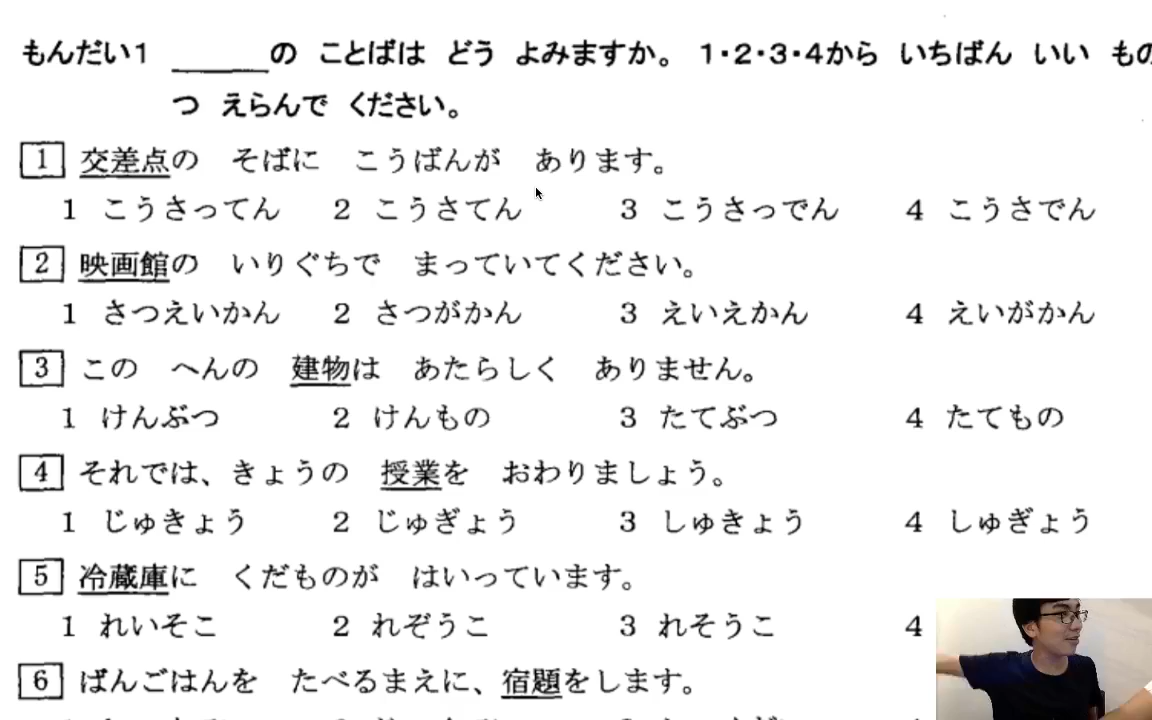 もんだい1 ______の ことばは どう よみますか。 1・2・3・4から いちばん いい もの
つ えらんで ください。
1 交差点の そばに こうばんが あります。
1 こうさってん 2 こうさてん 3 こうさっでん 4 こうさでん
2 映画館の いりぐちで まっていてください。
1 さつえいかん 2 さつがかん 3 えいえかん 4 えいがかん
3 この へんの 建物は あたらしく ありません。
1 けんぶつ 2 けんもの 3 たてぶつ 4 たてもの
4 それでは、きょうの 授業を おわりましょう。
1 じゅきょう 2 じゅぎょう 3 しゅきょう 4 しゅぎょう
5 冷蔵庫に くだものが はいっています。
1 れいそこ 2 れぞうこ 3 れそうこ 4
6 ばんごはんを たべるまえに、宿題をします。